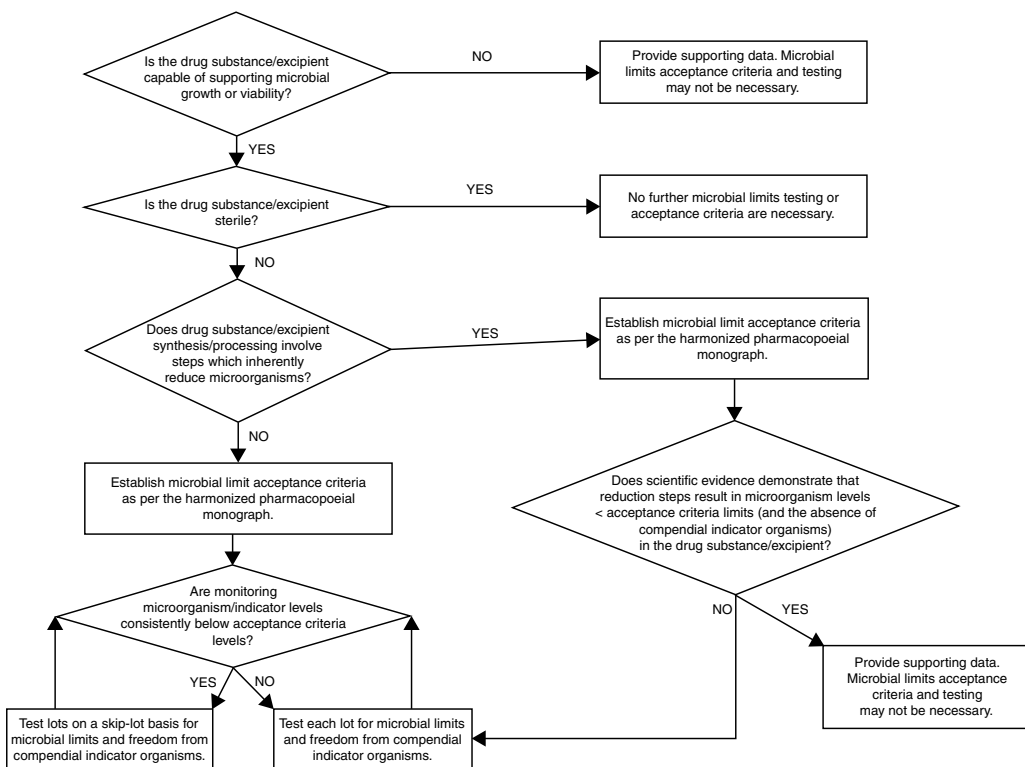 Is the drug substance/excipient
capable of supporting microbial
growth or viability?
NO
Provide supporting data. Microbial
limits acceptance criteria and testing
may not be necessary.
YES
Is the drug substance/excipient
sterile?
YES
No further microbial limits testing or
acceptance criteria are necessary.
NO
Does drug substance/excipient
synthesis/processing involve
steps which inherently
reduce microorganisms?
YES
Establish microbial limit acceptance criteria
as per the harmonized pharmacopoeial
monograph.
NO
Establish microbial limit acceptance criteria
as per the harmonized pharmacopoeial
monograph.
Does scientific evidence demonstrate that
reduction steps result in microorganism levels
< acceptance criteria limits (and the absence of
compendial indicator organisms)
in the drug substance/excipient?
Are monitoring
microorganism/indicator levels
consistently below acceptance criteria
levels?
NO
YES
YES
NO
Provide supporting data.
Microbial limits acceptance
criteria and testing
may not be necessary.
Test lots on a skip-lot basis for
microbial limits and freedom from
compendial indicator organisms.
Test each lot for microbial limits
and freedom from compendial
indicator organisms.